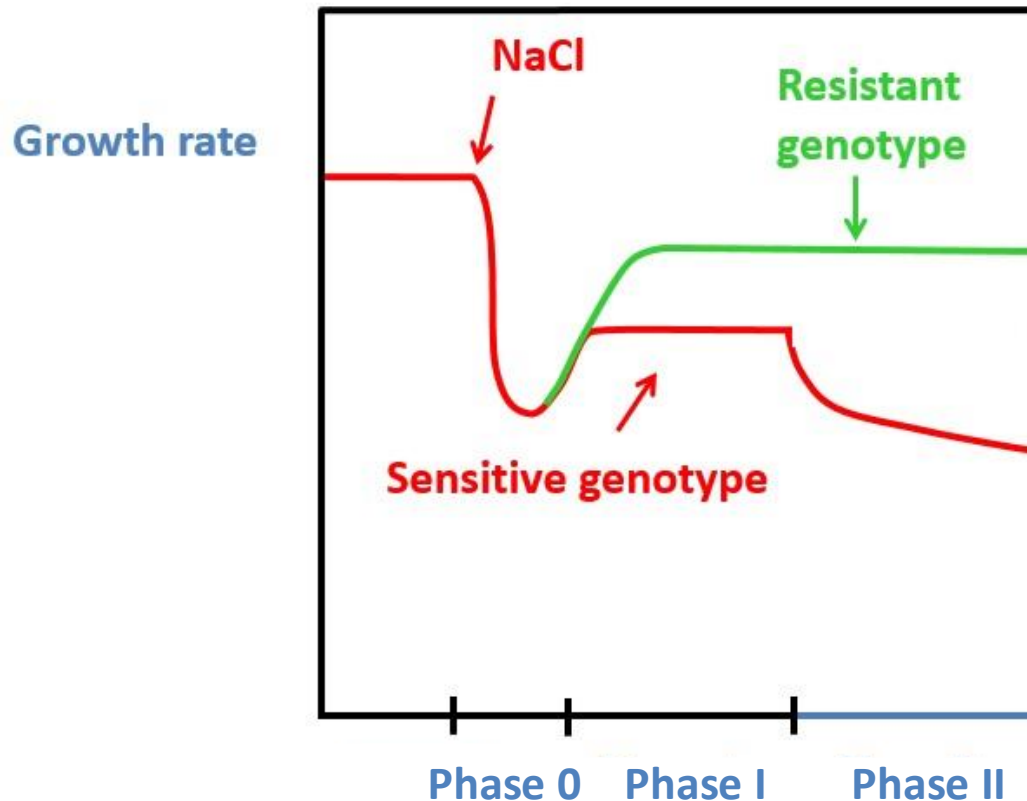 NaCl
Resistant
genotype
Growth rate
Sensitive genotype
Phase 0 Phase I Phase II